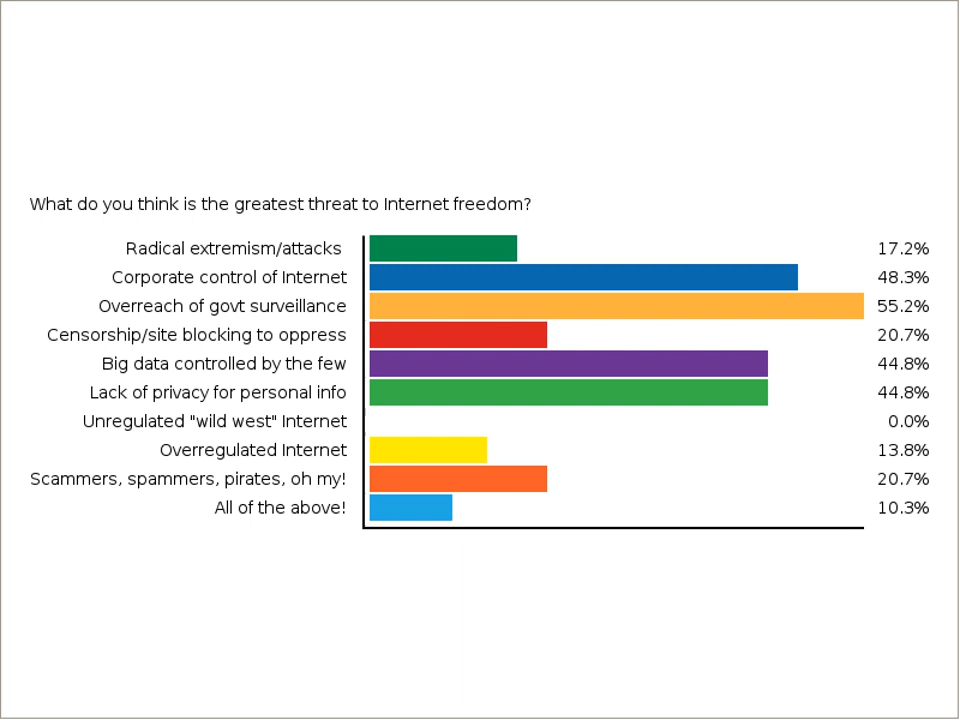 What do you think is the greatest threat to Internet freedom?
Radical extremism/attacks 17.2%
Corporate control of Internet 48.3%
Overreach of govt surveillance 55.2%
Censorship/site blocking to oppress 20.7%
Big data controlled by the few 44.8%
Lack of privacy for personal info 44.8%
Unregulated "wild west" Internet 0.0%
Overregulated Internet 13.8%
Scammers, spammers, pirates, oh my! 20.7%
All of the above! 10.3%